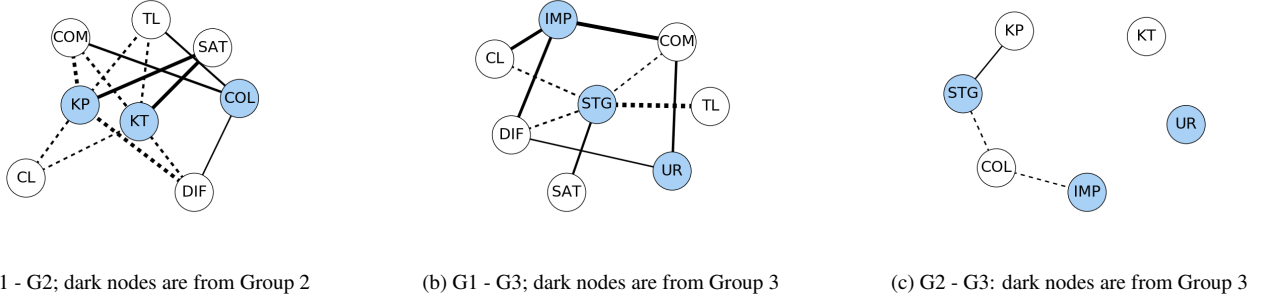 TL
COM
SAT
KP
COL
KT
CL
DIF
1 - G2; dark nodes are from Group 2
IMP
COM
CL
STG
TL
DIF
UR
SAT
(b) G1 - G3; dark nodes are from Group 3
KP
KT
STG
UR
COL
IMP
(c) G2 - G3: dark nodes are from Group 3